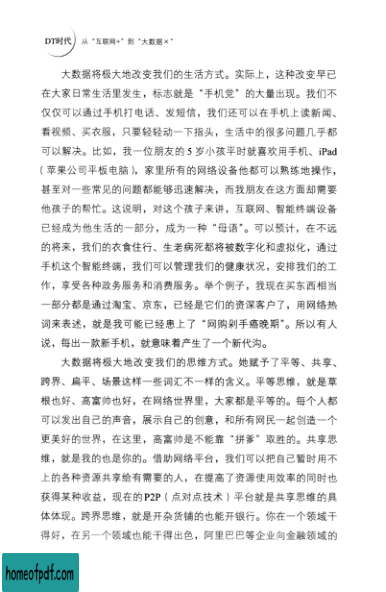 DT时代 从“互联网+”到“大数据×”
大数据将极大地改变我们的生活方式。实际上，这种改变早已
在大家日常生活里发生，标志就是“手机党”的大量出现。我们不
仅仅可以通过手机打电话、发短信，我们还可以在手机上读新闻、
看视频、买衣服，只要轻轻动一下指头，生活中的很多问题几乎都
可以解决。比如，我一位朋友的5岁小孩平时就喜欢用手机、iPad
（苹果公司平板电脑），家里所有的网络设备他都可以熟练地操作，
甚至对一些常见的问题都能够迅速解决，而我朋友在这方面却需要
他孩子的帮忙。这说明，对这个孩子来讲，互联网、智能终端设备
已经成为他生活的一部分，成为一种“母语”。可以预计，在不远
的将来，我们的衣食住行、生老病死都将被数字化和虚拟化，通过
手机这个智能终端，我们可以管理我们的健康状况，安排我们的工
作，享受各种政务服务和消费服务。举个例子，我现在买东西相当
一部分都是通过淘宝、京东，已经是它们的资深客户了，用网络热
词来表述，就是我可能已经患上了“网购剁手癌晚期”。所以有人
说，每出一款新手机，就意味着产生了一个新代沟。
大数据将极大地改变我们的思维方式。她赋予了平等、共享、
跨界、扁平、场景这样一些词汇不一样的含义。平等思维，就是草
根也好、高富帅也好，在网络世界里，大家都是平等的。每个人都
可以发出自己的声音，展示自己的创意，和所有网民一起创造一个
更美好的世界，在这里，高富帅是不能靠“拼爹”取胜的。共享思
维，就是我的也是你的。借助网络平台，我们可以把自己暂时用不
上的各种资源共享给有需要的人，在提高了资源使用效率的同时也
获得某种收益，现在的P2P（点对点技术）平台就是共享思维的具
体体现。跨界思维，就是开杂货铺的也能开银行。你在一个领域干
得好，在另一个领域也能干得出色，阿里巴巴等企业向金融领域的
homeofpdf.com